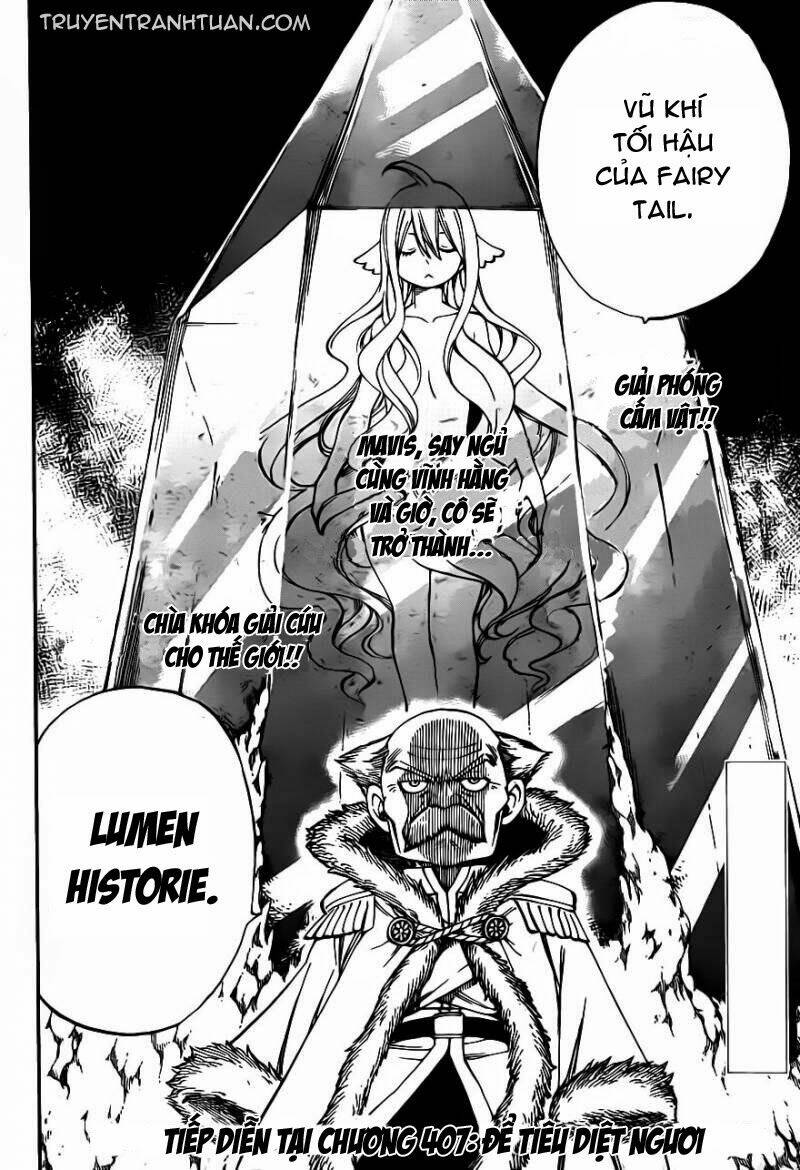 TRUYENTRANHTUAN.COM
VŨ KHÍ
TỐI HẬU
CỦA FAIRY
TAIL.
GIẢI PHÓNG
CẤM VẬT!!
MAVIS, SAY NGỦ
CÙNG VĨNH HẰNG
VÀ GIỜ, CÔ SẼ
TRỞ THÀNH...
CHÌA KHÓA GIẢI CỨU
CHO THẾ GIỚI!!
LUMEN
HISTORIE.
TIẾP DIỄN TẠI CHƯƠNG 407: ĐỂ TIÊU DIỆT NGƯƠI